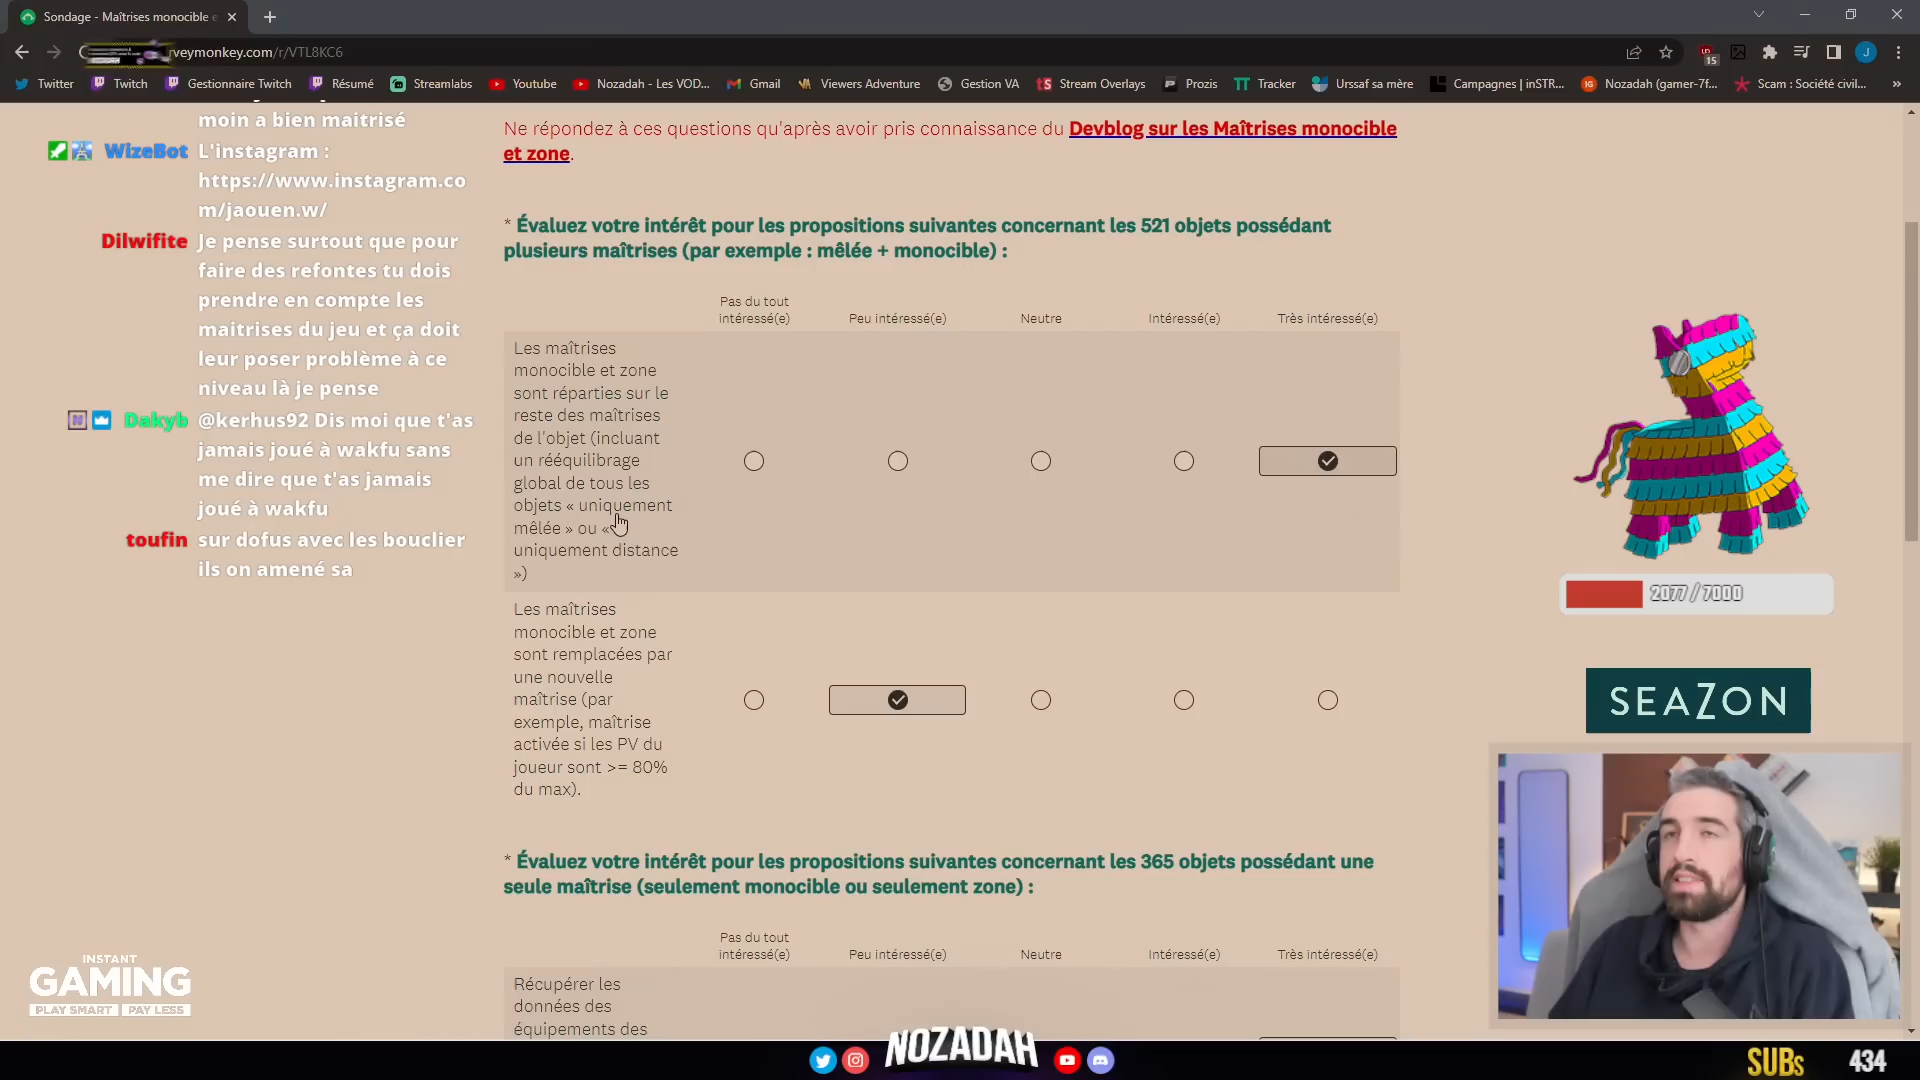 Sondage - Maîtrises monocible e
veymonkey.com/r/VTL8KC6
15
J
Twitter
Twitch
Gestionnaire Twitch
Résumé
Streamlabs
Youtube
Nozadah - Les VOD...
Gmail
Viewers Adventure
Gestion VA
Stream Overlays
Prozis
Tracker
Urssaf sa mère
Campagnes | inSTR...
Nozadah (gamer-7f...
Scam : Société civil...
moin a bien maitrisé
WizeBot L'instagram :
https://www.instagram.co
m/jaouen.w/
Dilwifite Je pense surtout que pour
faire des refontes tu dois
prendre en compte les
maitrises du jeu et ça doit
leur poser problème à ce
niveau là je pense
Dakyb @kerhus92 Dis moi que t'as
jamais joué à wakfu sans
me dire que t'as jamais
joué à wakfu
toufin sur dofus avec les bouclier
ils on amené sa
Ne répondez à ces questions qu'après avoir pris connaissance du Devblog sur les Maîtrises monocible
et zone.
* Évaluez votre intérêt pour les propositions suivantes concernant les 521 objets possédant
plusieurs maîtrises (par exemple : mêlée + monocible) :
Pas du tout
intéressé(e)
Peu intéressé(e)
Neutre
Intéressé(e)
Très intéressé(e)
Les maîtrises
monocible et zone
sont réparties sur le
reste des maîtrises
de l'objet (incluant
un rééquilibrage
global de tous les
objets « uniquement
mêlée » ou «
uniquement distance
»)
Les maîtrises
monocible et zone
sont remplacées par
une nouvelle
maîtrise (par
exemple, maîtrise
activée si les PV du
joueur sont >= 80%
du max).
* Évaluez votre intérêt pour les propositions suivantes concernant les 365 objets possédant une
seule maîtrise (seulement monocible ou seulement zone) :
Pas du tout
intéressé(e)
Peu intéressé(e)
Neutre
Intéressé(e)
Très intéressé(e)
Récupérer les
données des
équipements des
2077 / 7000
SEAZON
INSTANT
GAMING
PLAY SMART | PAY LESS
NOZADAH
SUBs
434